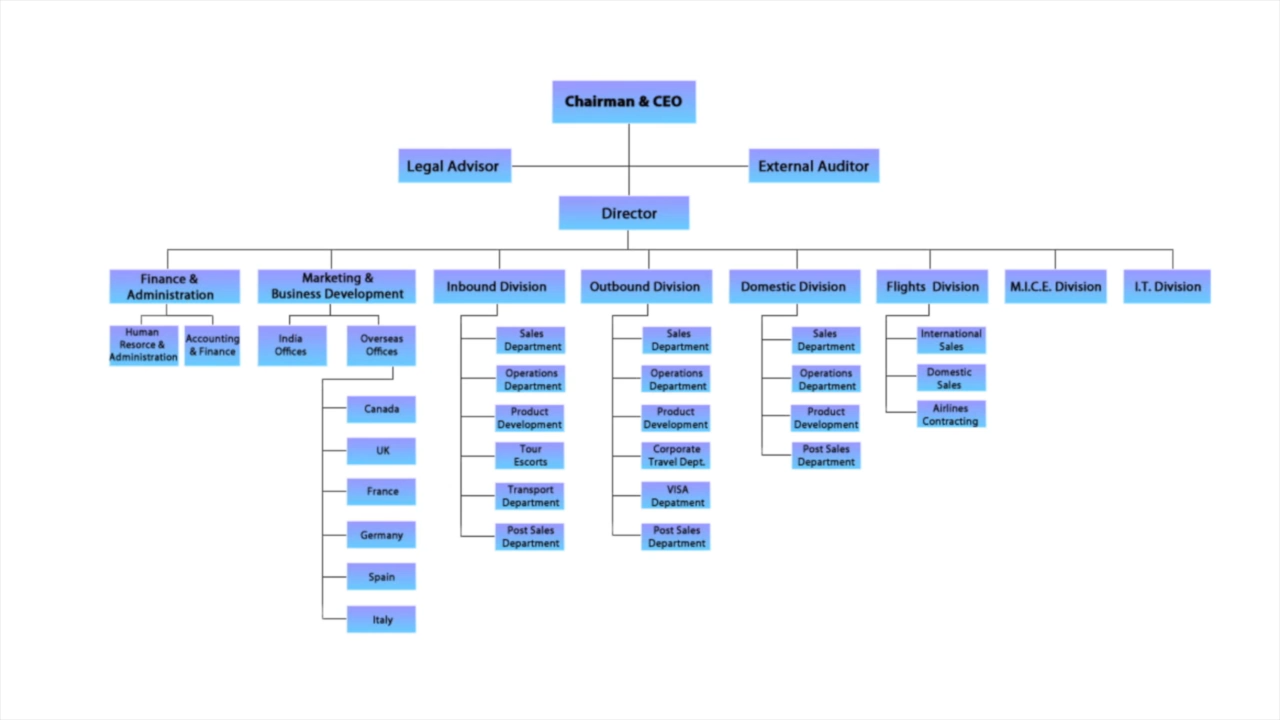 Chairman & CEO
Legal Advisor
External Auditor
Director
Finance &
Administration
Marketing &
Business Development
Inbound Division
Outbound Division
Domestic Division
Flights Division
M.I.C.E. Division
I.T. Division
Human
Resorce &
Administration
Accounting
& Finance
India
Offices
Overseas
Offices
Canada
UK
France
Germany
Spain
Italy
Sales
Department
Operations
Department
Product
Development
Tour
Escorts
Transport
Department
Post Sales
Department
Sales
Department
Operations
Department
Product
Development
Corporate
Travel Dept.
VISA
Depatment
Post Sales
Department
Sales
Department
Operations
Department
Product
Development
Post Sales
Department
International
Sales
Domestic
Sales
Airlines
Contracting